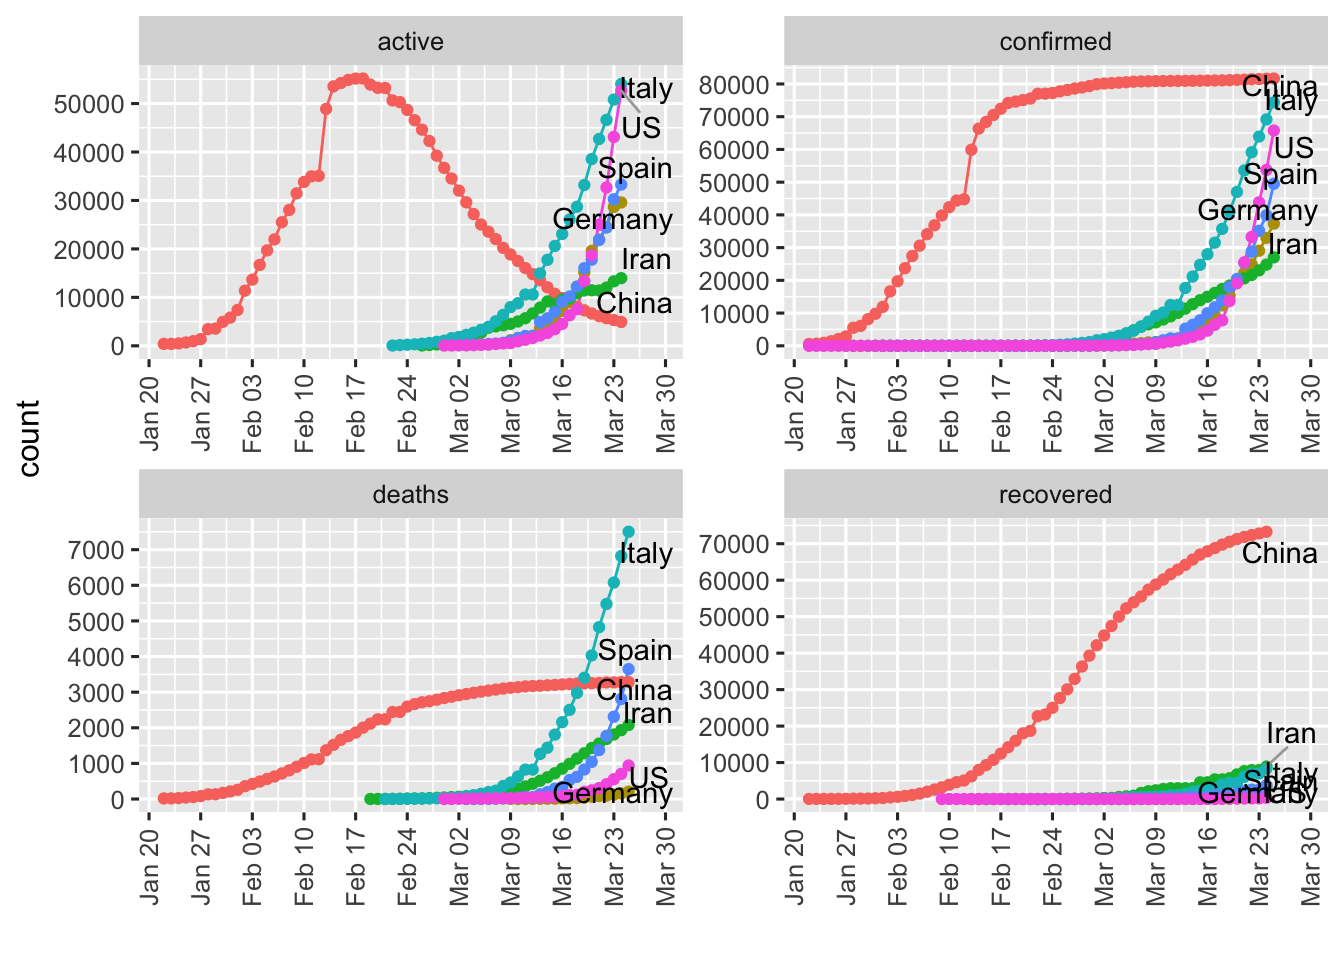 active
confirmed
50000
40000
30000
20000
10000
0
Italy
US
Spain
Germany
Iran
China
Jan 20
Jan 27
Feb 03
Feb 10
Feb 17
Feb 24
Mar 02
Mar 09
Mar 16
Mar 23
Mar 30
80000
70000
60000
50000
40000
30000
20000
10000
0
China
Italy
US
Spain
Germany
Iran
Jan 20
Jan 27
Feb 03
Feb 10
Feb 17
Feb 24
Mar 02
Mar 09
Mar 16
Mar 23
Mar 30
count
deaths
recovered
7000
6000
5000
4000
3000
2000
1000
0
Italy
Spain
China
Iran
US
Germany
Jan 20
Jan 27
Feb 03
Feb 10
Feb 17
Feb 24
Mar 02
Mar 09
Mar 16
Mar 23
Mar 30
70000
60000
50000
40000
30000
20000
10000
0
China
Iran
Italy
Spain
Germany
US
Jan 20
Jan 27
Feb 03
Feb 10
Feb 17
Feb 24
Mar 02
Mar 09
Mar 16
Mar 23
Mar 30